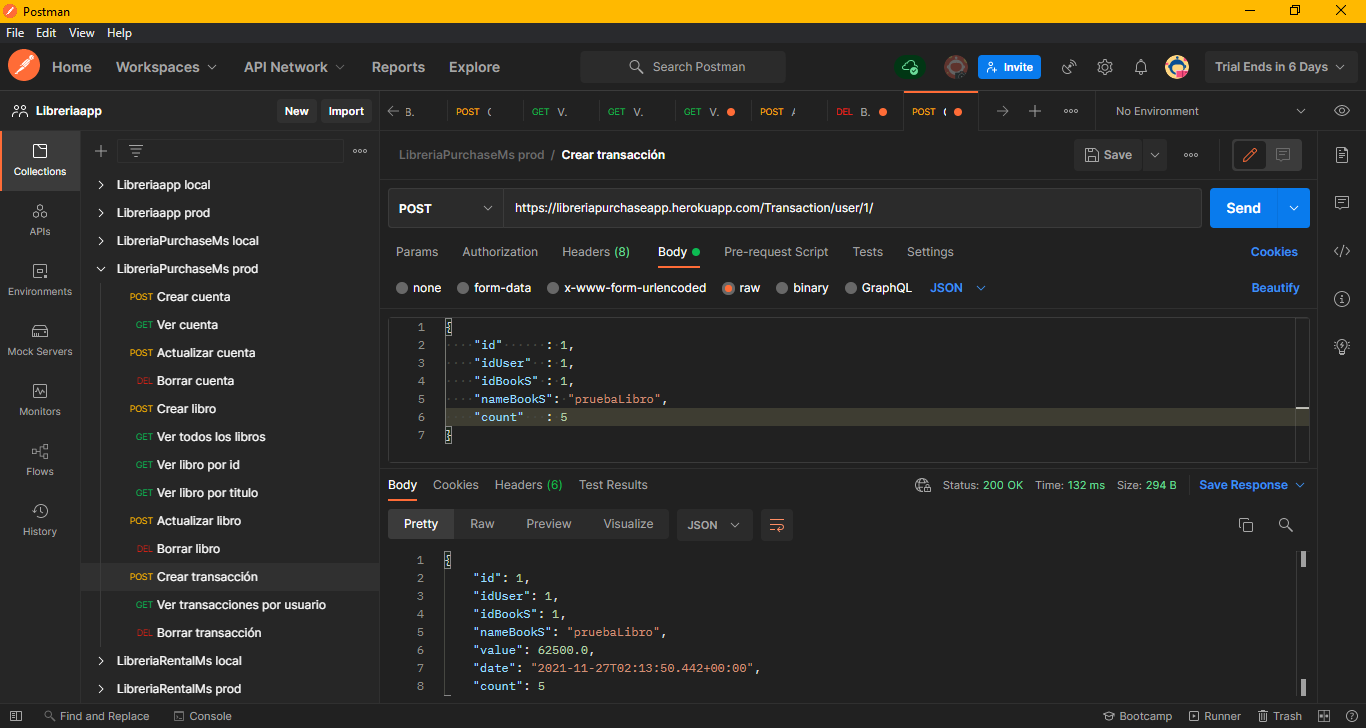 Postman
File Edit View Help
Home Workspaces API Network Reports Explore Search Postman Invite Trial Ends in 6 Days
Libreriaapp New Import B. POST GET V. GET V. GET V. POST DEL B. POST No Environment
Collections
APIs
Environments
Mock Servers
Monitors
Flows
History
Libreriaapp local
Libreriaapp prod
LibreriaPurchaseMs local
LibreriaPurchaseMs prod
POST Crear cuenta
GET Ver cuenta
POST Actualizar cuenta
DEL Borrar cuenta
POST Crear libro
GET Ver todos los libros
GET Ver libro por id
GET Ver libro por titulo
POST Actualizar libro
DEL Borrar libro
POST Crear transacción
GET Ver transacciones por usuario
DEL Borrar transacción
LibreriaRentalMs local
LibreriaRentalMs prod
LibreriaPurchaseMs prod / Crear transacción Save
POST https://libreriapurchaseapp.herokuapp.com/Transaction/user/1/ Send
Params Authorization Headers (8) Body Pre-request Script Tests Settings Cookies
none form-data x-www-form-urlencoded raw binary GraphQL JSON Beautify
1 {
2 "id" : 1,
3 "idUser" : 1,
4 "idBookS" : 1,
5 "nameBookS": "pruebaLibro",
6 "count" : 5
7 }
Body Cookies Headers (6) Test Results Status: 200 OK Time: 132 ms Size: 294 B Save Response
Pretty Raw Preview Visualize JSON
1 {
2 "id": 1,
3 "idUser": 1,
4 "idBookS": 1,
5 "nameBookS": "pruebaLibro",
6 "value": 62500.0,
7 "date": "2021-11-27T02:13:50.442+00:00",
8 "count": 5
Find and Replace Console Bootcamp Runner Trash